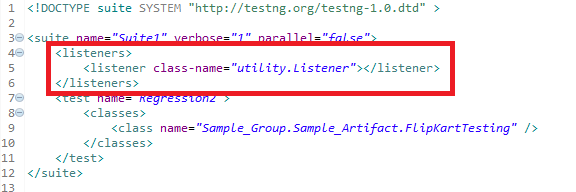 1 <!DOCTYPE suite SYSTEM "http://testng.org/testng-1.0.dtd" >
2
3 <suite name="Suite1" verbose="1" parallel="false">
4 <listeners>
5 <listener class-name="utility.Listener"></listener>
6 </listeners>
7 <test name="Regression2">
8 <classes>
9 <class name="Sample_Group.Sample_Artifact.FlipKartTesting" />
10 </classes>
11 </test>
12 </suite>